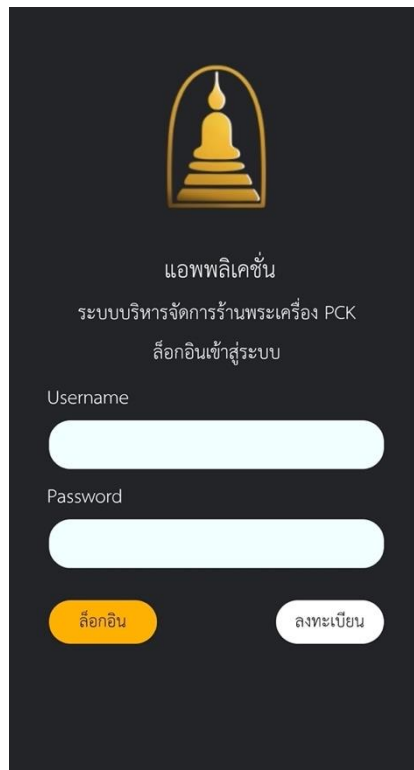 แอพพลิเคชั่น
ระบบบริหารจัดการร้านพระเครื่อง PCK
ล็อกอินเข้าสู่ระบบ
Username
Password
ล็อกอิน
ลงทะเบียน